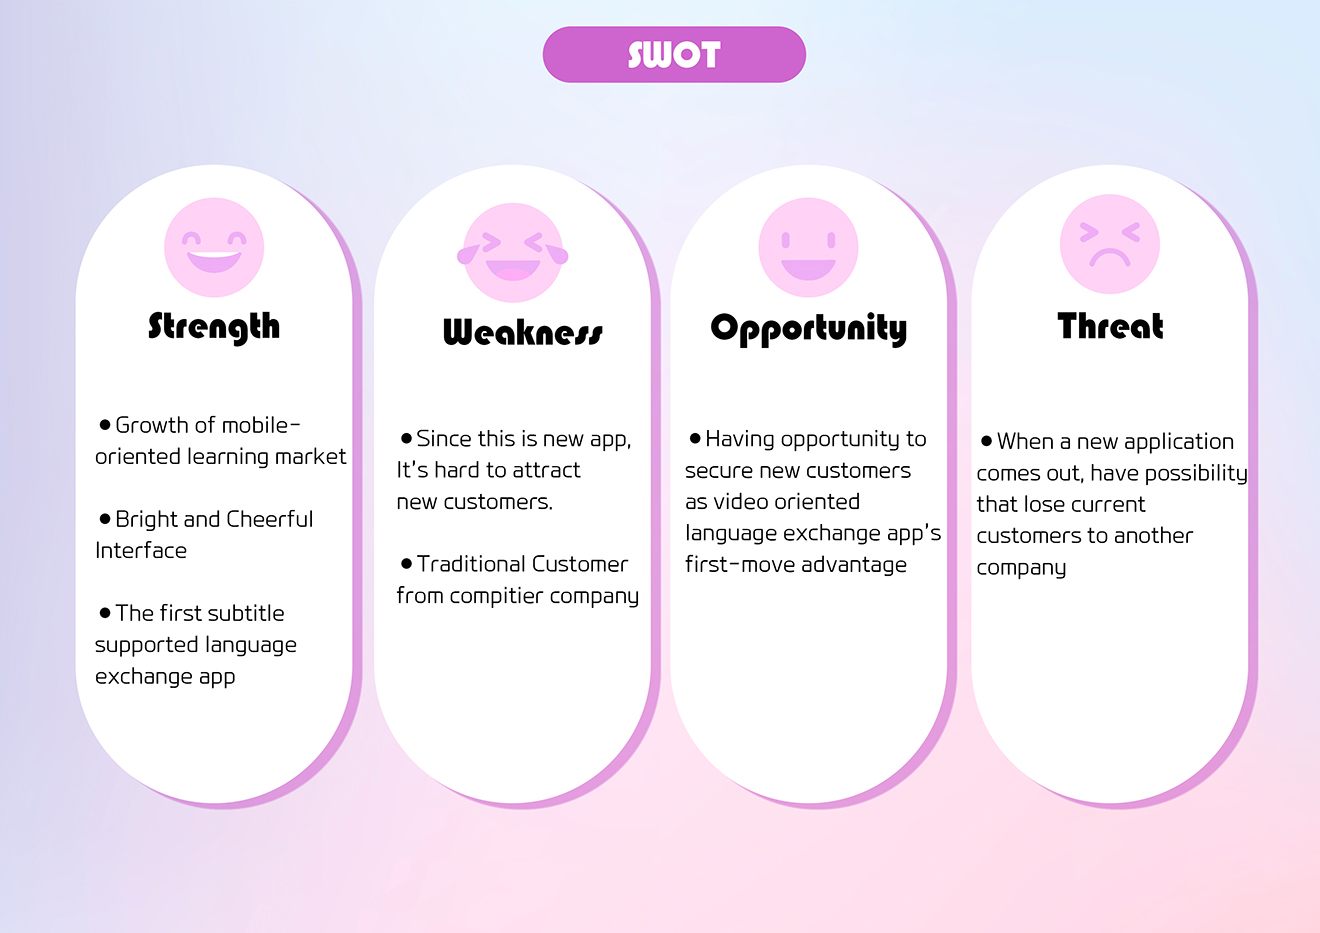 SWOT
Strength
● Growth of mobile-
oriented learning market
● Bright and Cheerful
Interface
● The first subtitle
supported language
exchange app
Weakness
● Since this is new app,
It's hard to attract
new customers.
● Traditional Customer
from compitier company
Opportunity
● Having opportunity to
secure new customers
as video oriented
language exchange app's
first-move advantage
Threat
● When a new application
comes out, have possibility
that lose current
customers to another
company